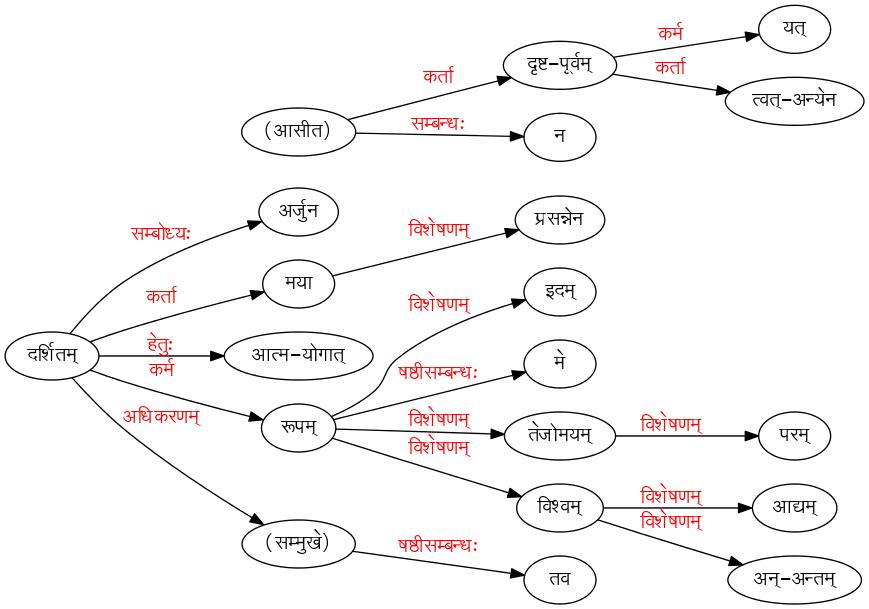 यत्
कर्म
दृष्ट-पूर्वम्
कर्ता
कर्ता
त्वत्-अन्येन
(आसीत)
सम्बन्धः
न
अर्जुन
सम्बोध्यः
प्रसन्नेन
विशेषणम्
मया
कर्ता
इदम्
विशेषणम्
हेतुः
दर्शितम्
आत्म-योगात्
मे
षष्ठीसम्बन्धः
कर्म
अधिकरणम्
रूपम्
विशेषणम्
तेजोमयम्
विशेषणम्
परम्
विशेषणम्
विश्वम्
विशेषणम्
आद्यम्
विशेषणम्
(सम्मुखे)
षष्ठीसम्बन्धः
तव
अन्-अन्तम्